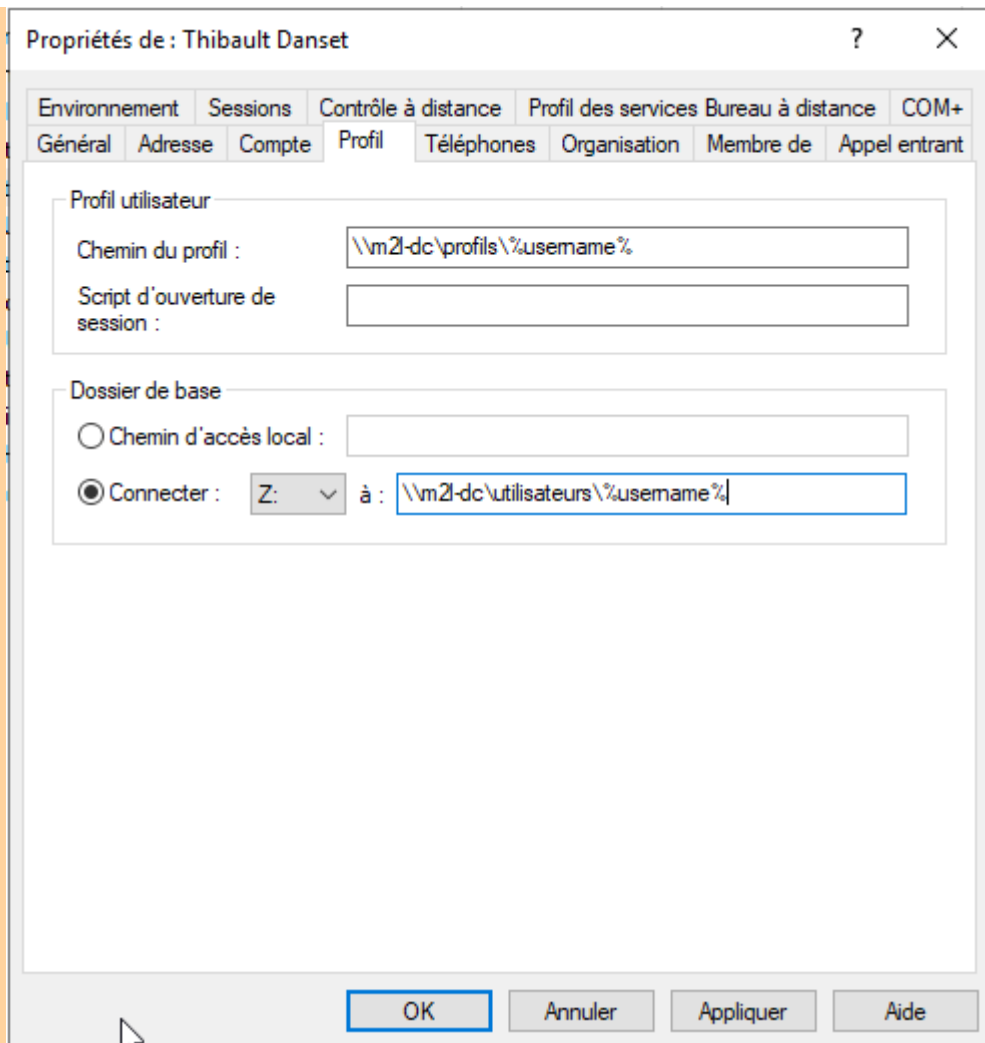 Propriétés de : Thibault Danset
?
Environnement Sessions Contrôle à distance Profil des services Bureau à distance COM+
Général Adresse Compte Profil Téléphones Organisation Membre de Appel entrant
Profil utilisateur
Chemin du profil : \\m2l-dc\profils\%username%
Script d'ouverture de
session :
Dossier de base
Chemin d'accès local :
Connecter : Z: à : \\m2l-dc\utilisateurs\%username%
OK Annuler Appliquer Aide